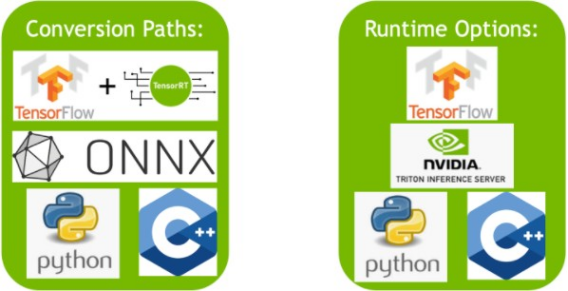 Conversion Paths:
TensorFlow + TensorRT
ONNX
python C++
Runtime Options:
TensorFlow
NVIDIA.
TRITON INFERENCE SERVER
python C++